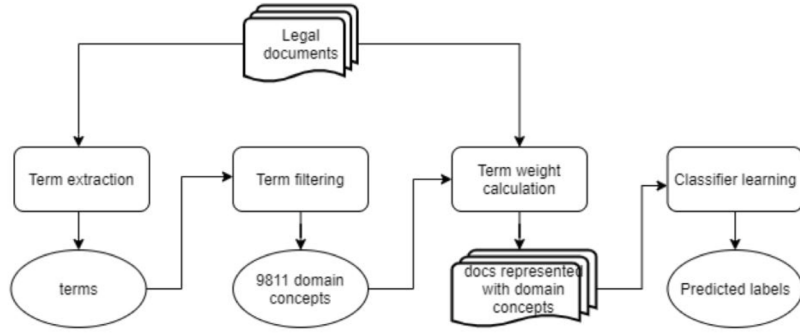 Legal
documents
Term extraction
Term filtering
Term weight
calculation
Classifier learning
terms
9811 domain
concepts
docs represented
with domain
concepts
Predicted labels